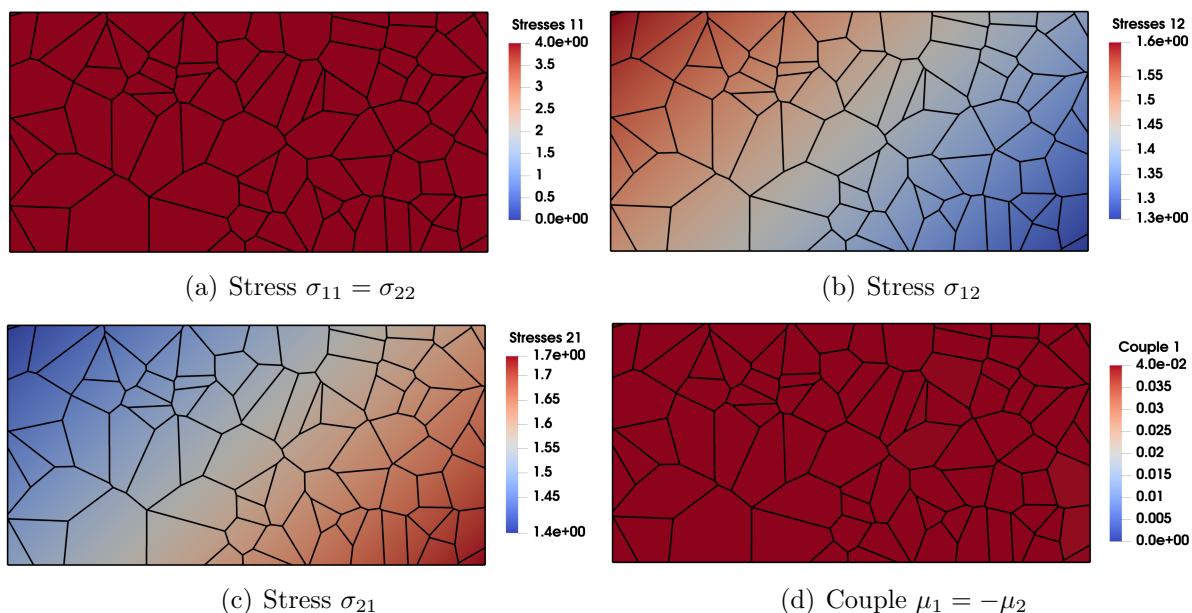 Stresses 11
4.0e+00
3.5
3
2.5
2
1.5
1
0.5
0.0e+00
(a) Stress σ₁₁ = σ₂₂
Stresses 12
1.6e+00
1.55
1.5
1.45
1.4
1.35
1.3
1.3e+00
(b) Stress σ₁₂
Stresses 21
1.7e+00
1.7
1.65
1.6
1.55
1.5
1.45
1.4e+00
(c) Stress σ₂₁
Couple 1
4.0e-02
0.035
0.03
0.025
0.02
0.015
0.01
0.005
0.0e+00
(d) Couple μ₁ = −μ₂